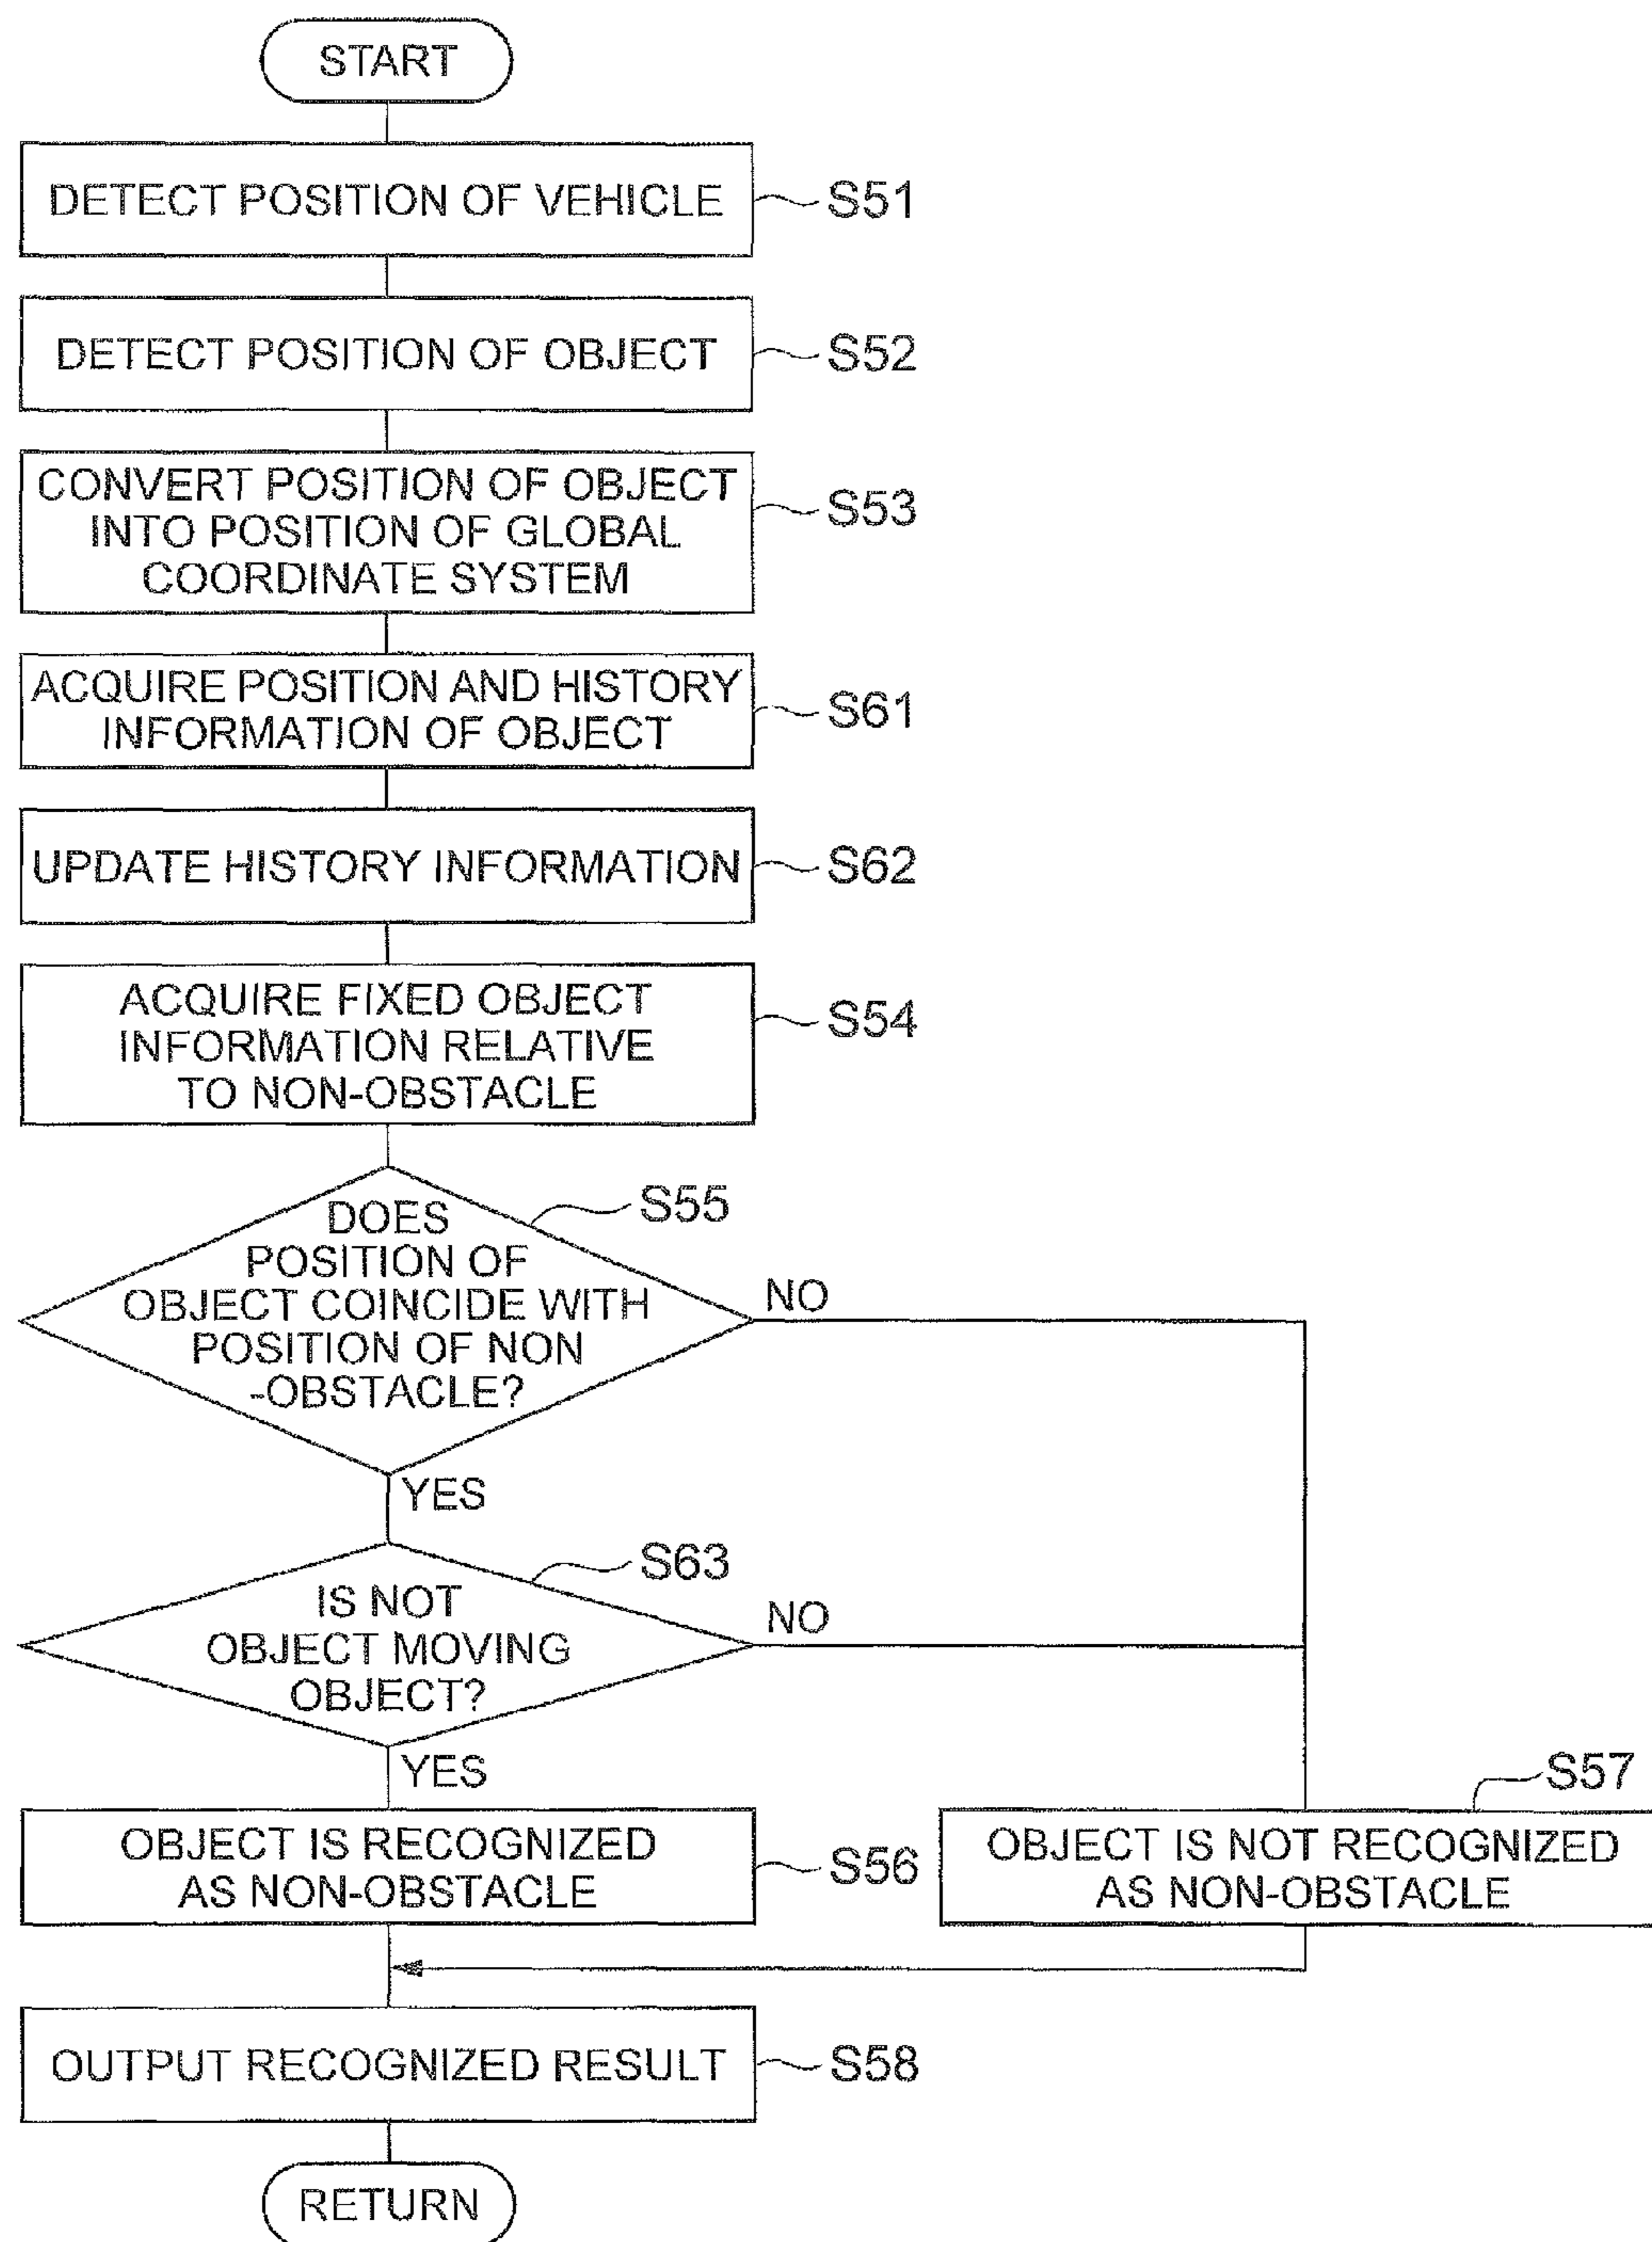 START
DETECT POSITION OF VEHICLE
S51
DETECT POSITION OF OBJECT
S52
CONVERT POSITION OF OBJECT
INTO POSITION OF GLOBAL
COORDINATE SYSTEM
S53
ACQUIRE POSITION AND HISTORY
INFORMATION OF OBJECT
S61
UPDATE HISTORY INFORMATION
S62
ACQUIRE FIXED OBJECT
INFORMATION RELATIVE
TO NON-OBSTACLE
S54
DOES
POSITION OF
OBJECT COINCIDE WITH
POSITION OF NON
-OBSTACLE?
S55
NO
YES
IS NOT
OBJECT MOVING
OBJECT?
S63
NO
YES
OBJECT IS RECOGNIZED
AS NON-OBSTACLE
S56
OBJECT IS NOT RECOGNIZED
AS NON-OBSTACLE
S57
OUTPUT RECOGNIZED RESULT
S58
RETURN